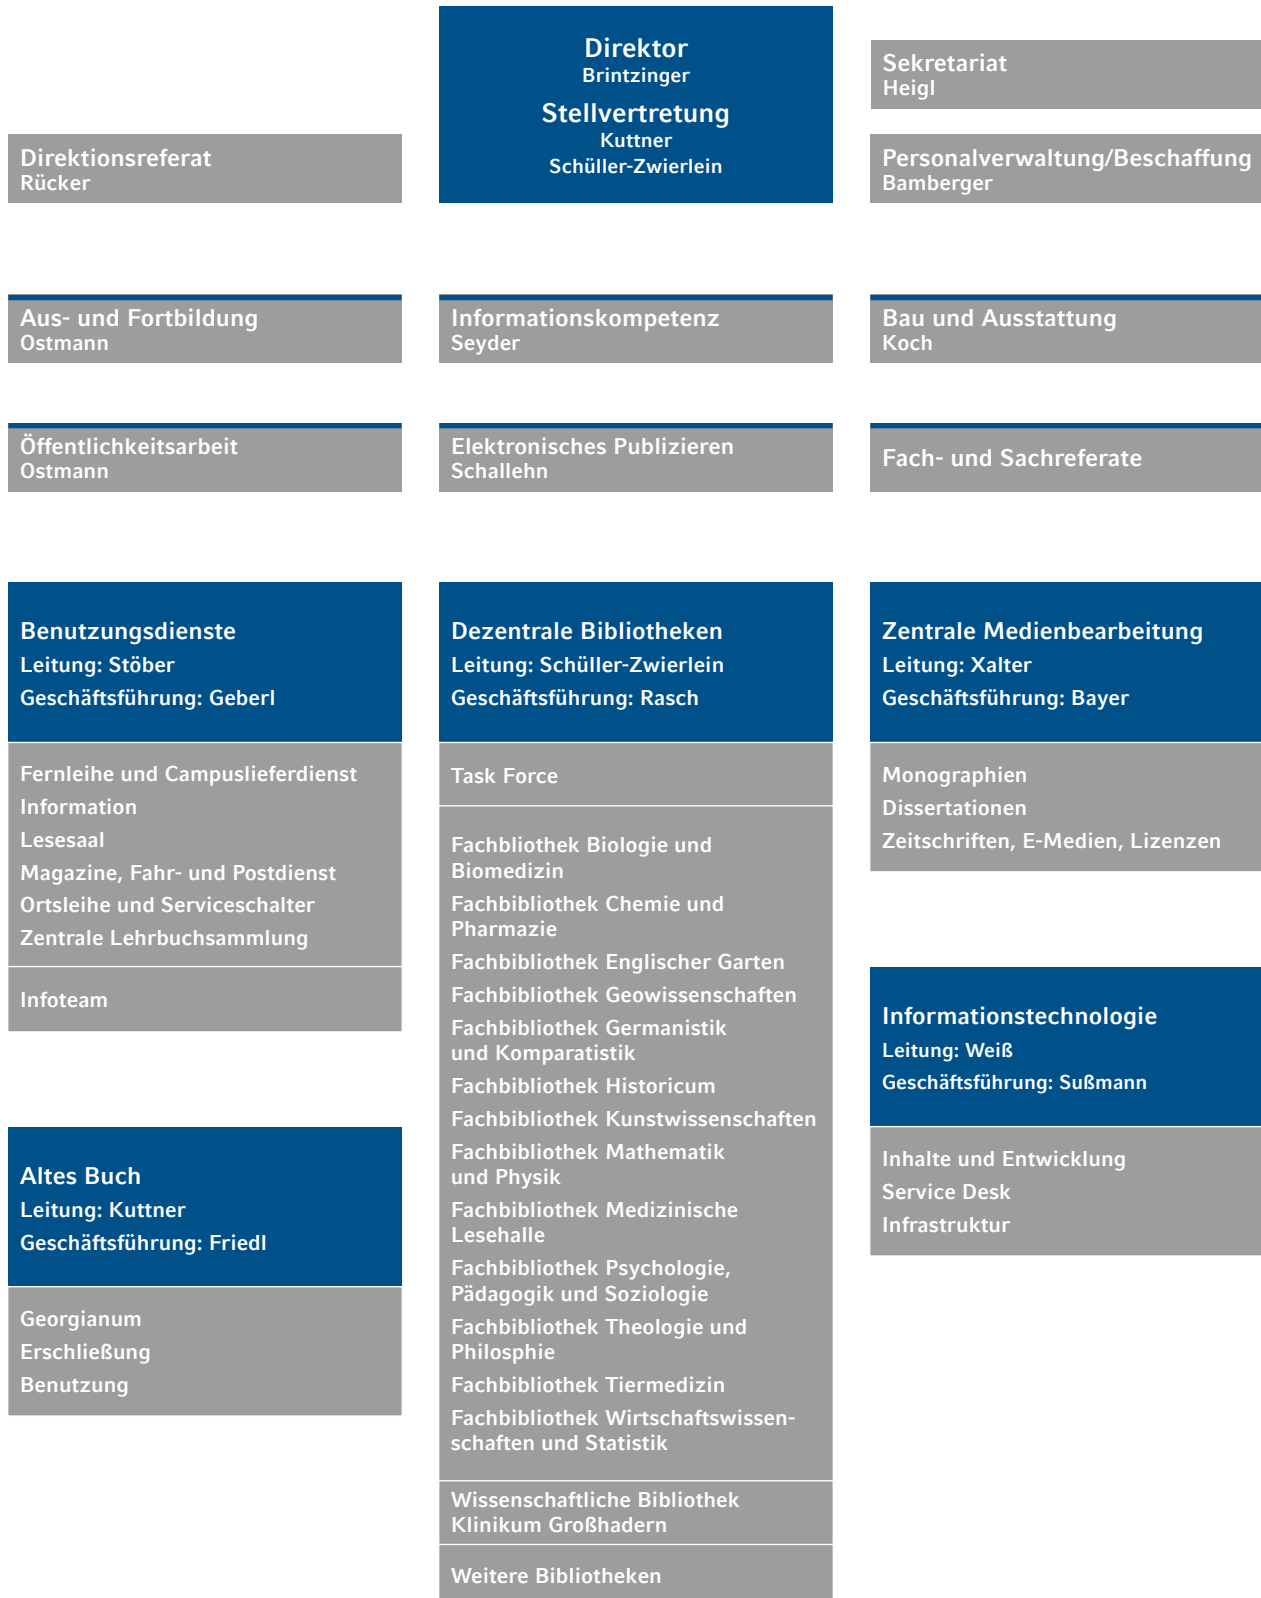 Direktor
Brintzinger
Stellvertretung
Kuttner
Schüller-Zwierlein
Sekretariat
Heigl
Direktionsreferat
Rücker
Personalverwaltung/Beschaffung
Bamberger
Aus- und Fortbildung
Ostmann
Informationskompetenz
Seyder
Bau und Ausstattung
Koch
Öffentlichkeitsarbeit
Ostmann
Elektronisches Publizieren
Schallehn
Fach- und Sachreferate
Benutzungsdienste
Leitung: Stöber
Geschäftsführung: Geberl
Fernleihe und Campuslieferdienst
Information
Lesesaal
Magazine, Fahr- und Postdienst
Ortsleihe und Serviceschalter
Zentrale Lehrbuchsammlung
Infoteam
Altes Buch
Leitung: Kuttner
Geschäftsführung: Friedl
Georgianum
Erschließung
Benutzung
Dezentrale Bibliotheken
Leitung: Schüller-Zwierlein
Geschäftsführung: Rasch
Task Force
Fachbliothek Biologie und
Biomedizin
Fachbibliothek Chemie und
Pharmazie
Fachbibliothek Englischer Garten
Fachbibliothek Geowissenschaften
Fachbibliothek Germanistik
und Komparatistik
Fachbibliothek Historicum
Fachbibliothek Kunstwissenschaften
Fachbibliothek Mathematik
und Physik
Fachbibliothek Medizinische
Lesehalle
Fachbibliothek Psychologie,
Pädagogik und Soziologie
Fachbibliothek Theologie und
Philosphie
Fachbibliothek Tiermedizin
Fachbibliothek Wirtschaftswissen-
schaften und Statistik
Wissenschaftliche Bibliothek
Klinikum Großhadern
Weitere Bibliotheken
Zentrale Medienbearbeitung
Leitung: Xalter
Geschäftsführung: Bayer
Monographien
Dissertationen
Zeitschriften, E-Medien, Lizenzen
Informationstechnologie
Leitung: Weiß
Geschäftsführung: Sußmann
Inhalte und Entwicklung
Service Desk
Infrastruktur